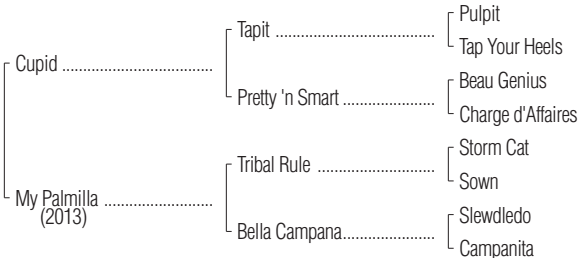 Pulpit
Tapit
Tap Your Heels
Cupid
Beau Genius
Pretty 'n Smart
Charge d'Affaires
Storm Cat
Tribal Rule
Sown
My Palmilla
(2013)
Slewdledo
Bella Campana
Campanita